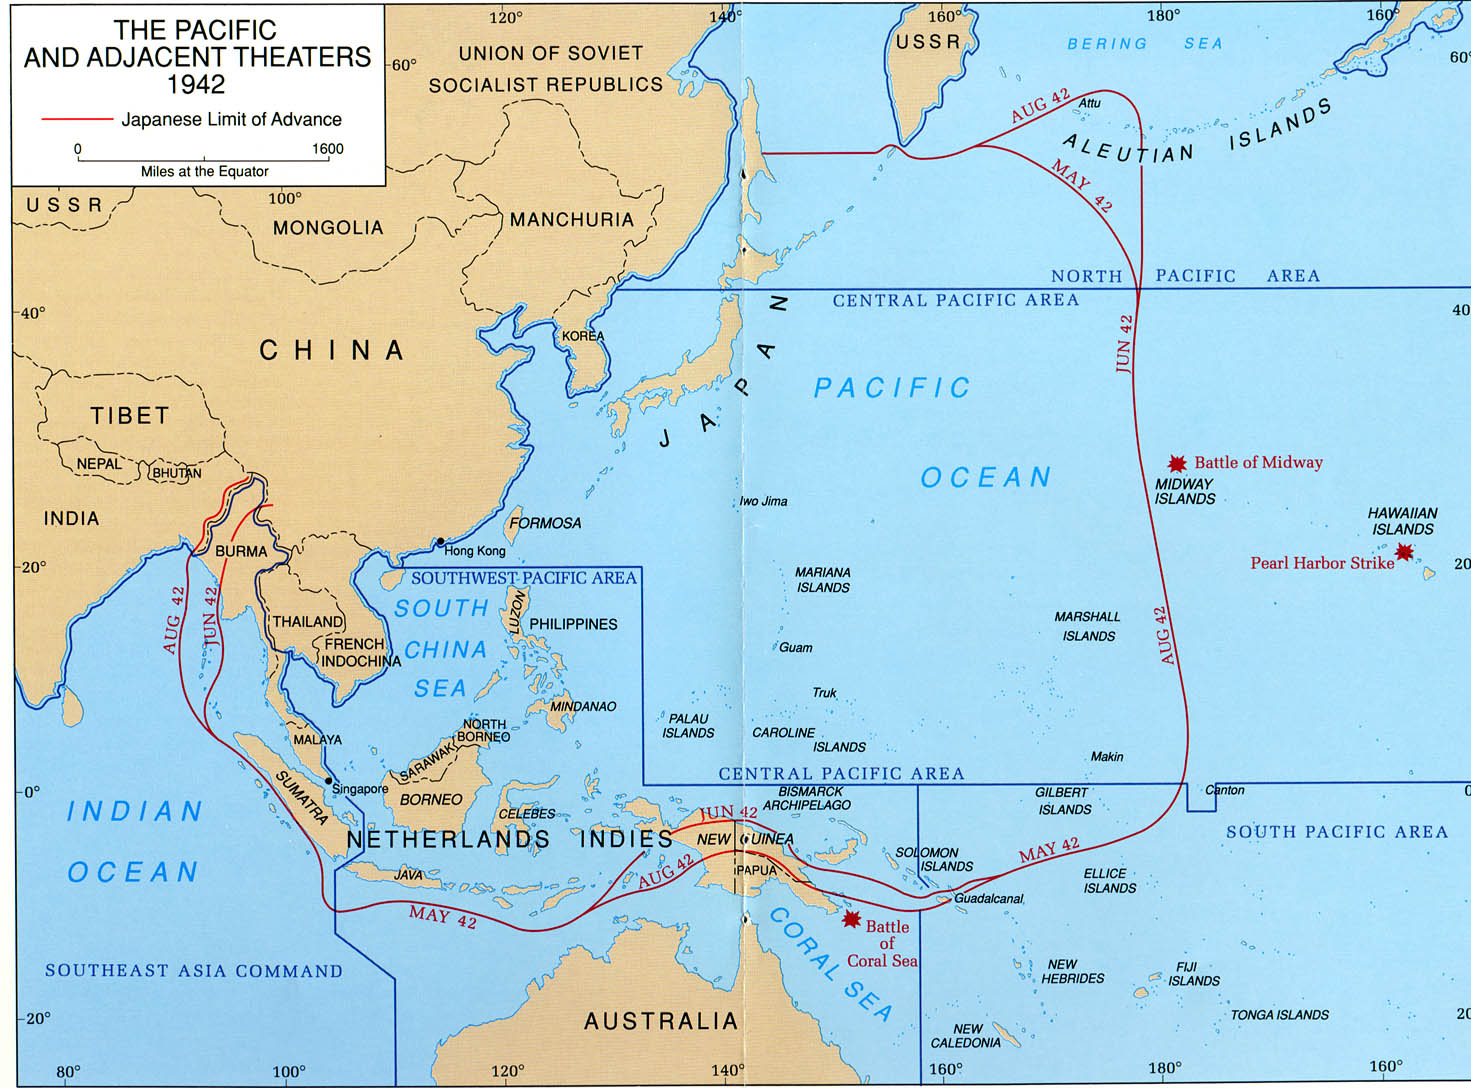 THE PACIFIC
AND ADJACENT THEATERS
1942
Japanese Limit of Advance
0 1600
Miles at the Equator
120°
140°
160°
180°
160°
60°
60°
UNION OF SOVIET
SOCIALIST REPUBLICS
USSR
BERING SEA
AUG 42
Attu
ALEUTIAN ISLANDS
MAY 42
USSR
100°
MONGOLIA
MANCHURIA
NORTH PACIFIC AREA
CENTRAL PACIFIC AREA
40°
40
CHINA
KOREA
JAPAN
JUN 42
PACIFIC
OCEAN
TIBET
NEPAL
BHUTAN
INDIA
BURMA
Battle of Midway
MIDWAY
ISLANDS
Iwo Jima
HAWAIIAN
ISLANDS
Pearl Harbor Strike
FORMOSA
Hong Kong
20°
20
SOUTHWEST PACIFIC AREA
SOUTH
CHINA
SEA
LUZON
PHILIPPINES
MARIANA
ISLANDS
MARSHALL
ISLANDS
AUG 42
AUG 42
JUN 42
THAILAND
FRENCH
INDOCHINA
Guam
Truk
MINDANAO
PALAU
ISLANDS
CAROLINE
ISLANDS
NORTH
BORNEO
SARAWAK
MALAYA
Makin
CENTRAL PACIFIC AREA
0°
0
Singapore
SUMATRA
BORNEO
CELEBES
BISMARCK
ARCHIPELAGO
GILBERT
ISLANDS
Canton
INDIAN
OCEAN
NETHERLANDS INDIES
JUN 42
NEW GUINEA
SOUTH PACIFIC AREA
JAVA
AUG 42
PAPUA
SOLOMON
ISLANDS
MAY 42
ELLICE
ISLANDS
Guadalcanal
MAY 42
Battle
of
Coral Sea
CORAL SEA
SOUTHEAST ASIA COMMAND
NEW
HEBRIDES
FIJI
ISLANDS
20°
20
AUSTRALIA
TONGA ISLANDS
NEW
CALEDONIA
80°
100°
120°
140°
160°
180°
160°